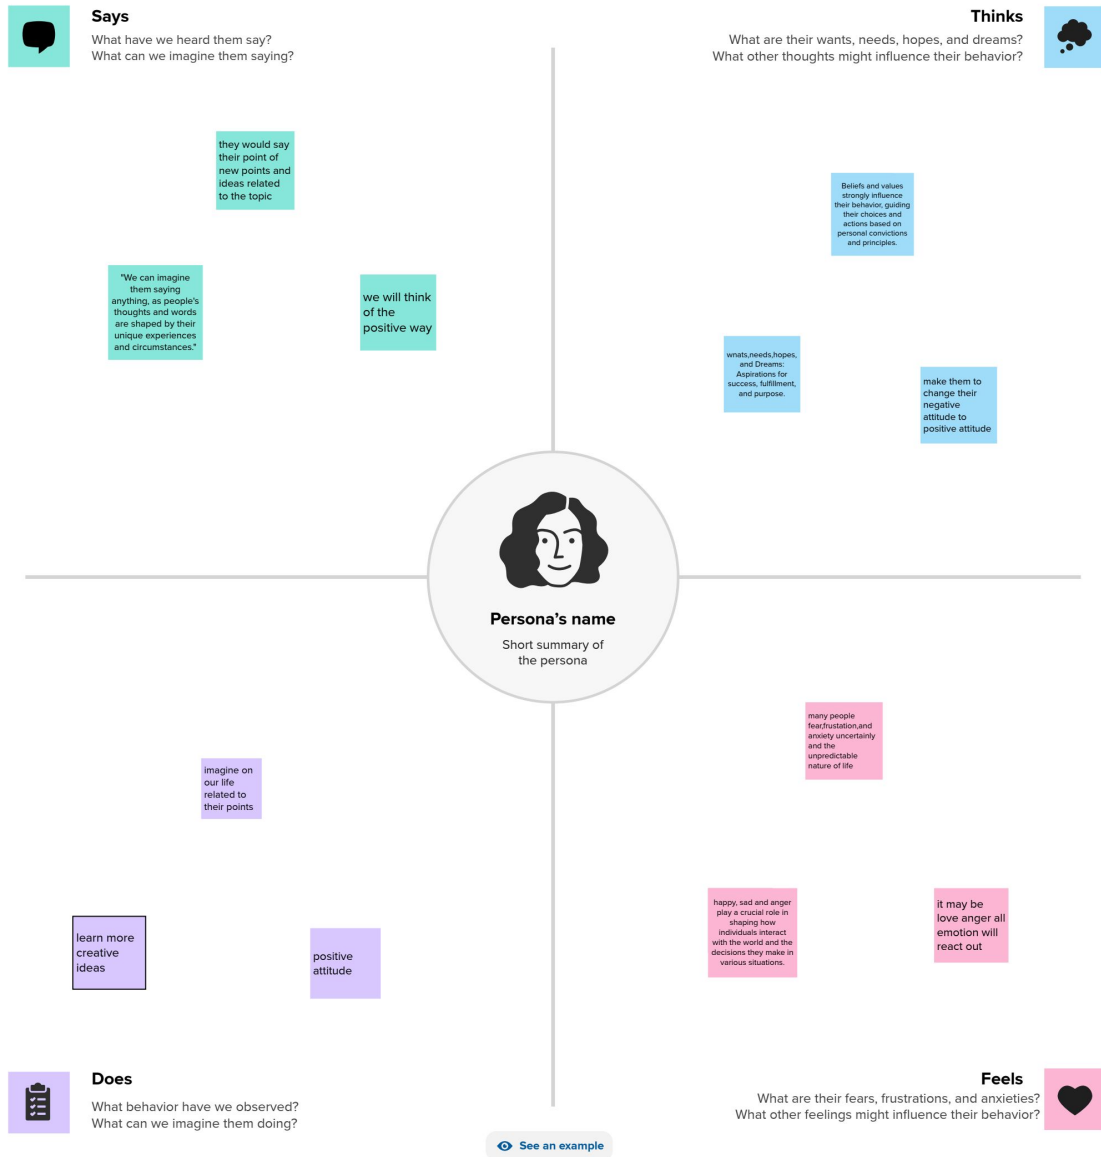 Says
What have we heard them say?
What can we imagine them saying?
Thinks
What are their wants, needs, hopes, and dreams?
What other thoughts might influence their behavior?
they would say
their point of
new points and
ideas related
to the topic
"We can imagine
them saying
anything, as people's
thoughts and words
are shaped by their
unique experiences
and circumstances."
we will think
of the
positive way
Beliefs and values
strongly influence
their behavior, guiding
their choices and
actions based on
personal convictions
and principles.
wnats,needs,hopes,
and Dreams:
Aspirations for
success, fulfillment,
and purpose.
make them to
change their
negative
attitude to
positive attitude
Persona's name
Short summary of
the persona
imagine on
our life
related to
their points
learn more
creative
ideas
positive
attitude
many people
fear,frustation,and
anxiety uncertainly
and the
unpredictable
nature of life
happy, sad and anger
play a crucial role in
shaping how
individuals interact
with the world and the
decisions they make in
various situations.
it may be
love anger all
emotion will
react out
Does
What behavior have we observed?
What can we imagine them doing?
Feels
What are their fears, frustrations, and anxieties?
What other feelings might influence their behavior?
See an example